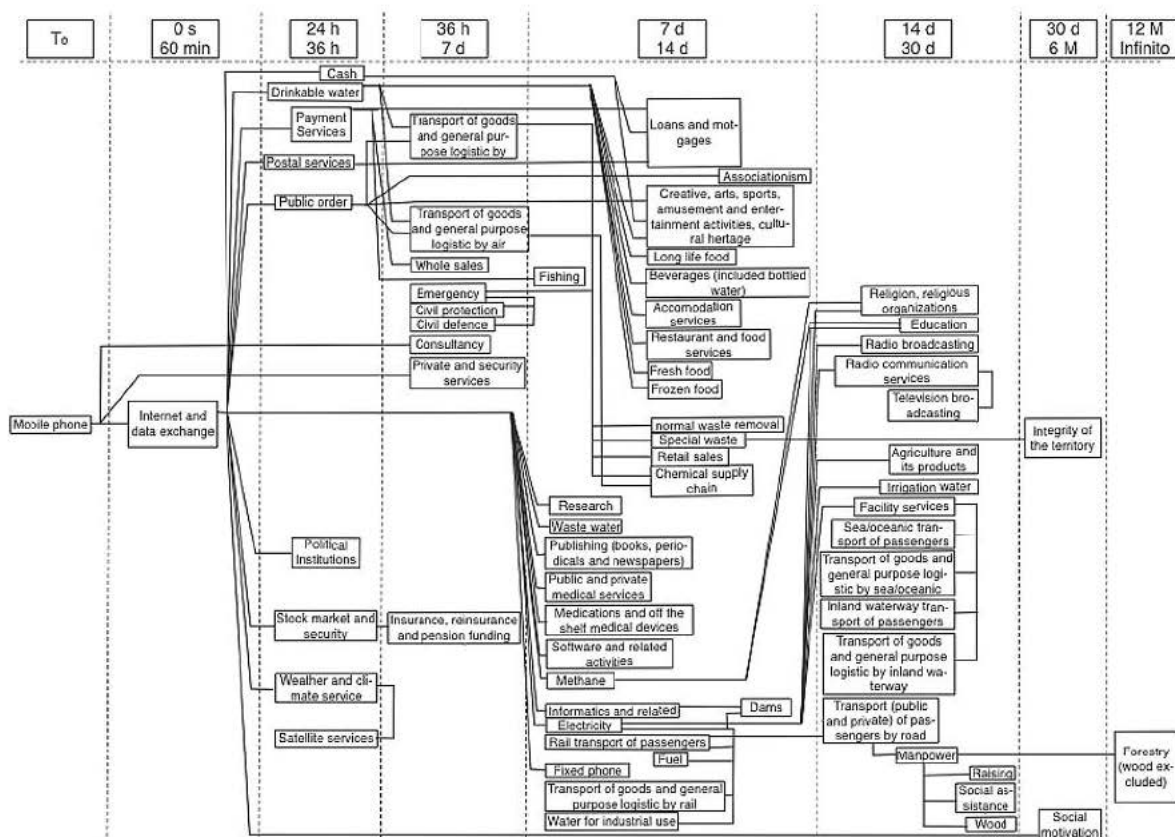 T₀
0 s
60 min
24 h
36 h
36 h
7 d
7 d
14 d
14 d
30 d
30 d
6 M
12 M
Infinito
Cash
Drinkable water
Payment
Services
Postal services
Public order
Transport of goods
and general pur-
pose logistic by
Transport of goods
and general purpose
logistic by air
Whole sales
Fishing
Emergency
Civil protection
Civil defence
Consultancy
Private and security
services
Mobile phone
Internet and
data exchange
Political
Institutions
Stock market and
security
Insurance, reinsurance
and pension funding
Weather and cli-
mate service
Satellite services
Loans and mot-
gages
Associationism
Creative, arts, sports,
amusement and enter-
tainment activities, cult-
ural hertage
Long life food
Beverages (included bottled
water)
Accomodation
services
Restaurant and food
services
Fresh food
Frozen food
normal waste removal
Special waste
Retail sales
Chemical supply
chain
Research
Waste water
Publishing (books, perio-
dicals and newspapers)
Public and private
medical services
Medications and off the
shelf medical devices
Software and related
activities
Methane
Informatics and related
Dams
Electricity
Rail transport of passengers
Fuel
Fixed phone
Transport of goods and general
purpose logistic by rail
Water for industrial use
Religion, religious
organizations
Education
Radio broadcasting
Radio communication
services
Television bro-
adcasting
Agriculture and
its products
Irrigation water
Facility services
Sea/oceanic tran-
sport of passengers
Transport of goods and
general purpose logi-
stic by sea/oceanic
Inland waterway tran-
sport of passengers
Transport of goods
and general purpose
logistic by inland wa-
terway
Transport (public
and private) of pas-
sengers by road
Manpower
Raising
Social as-
sistance
Wood
Integrity of
the territory
Social
motivation
Forestry
(wood ex-
cluded)